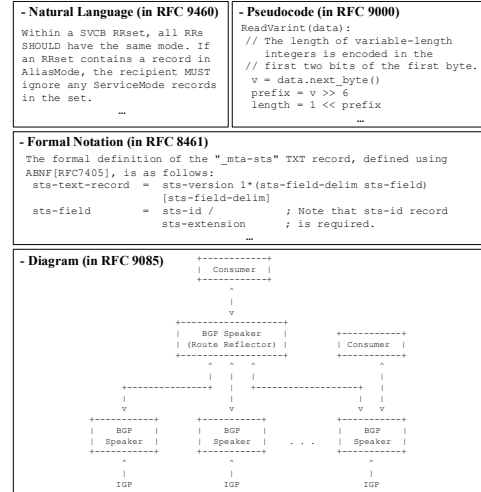 - Natural Language (in RFC 9460)
Within a SVCB RRset, all RRs
SHOULD have the same mode. If
an RRset contains a record in
AliasMode, the recipient MUST
ignore any ServiceMode records
in the set.
…
- Pseudocode (in RFC 9000)
ReadVarint(data):
// The length of variable-length
integers is encoded in the
// first two bits of the first byte.
v = data.next_byte()
prefix = v >> 6
length = 1 << prefix
…
- Formal Notation (in RFC 8461)
The formal definition of the "_mta-sts" TXT record, defined using
ABNF[RFC7405], is as follows:
sts-text-record = sts-version 1*(sts-field-delim sts-field)
[sts-field-delim]
sts-field = sts-id / ; Note that sts-id record
sts-extension ; is required.
…
- Diagram (in RFC 9085)
Consumer
BGP Speaker
(Route Reflector) Consumer
BGP BGP BGP
Speaker Speaker . . . Speaker
IGP IGP IGP